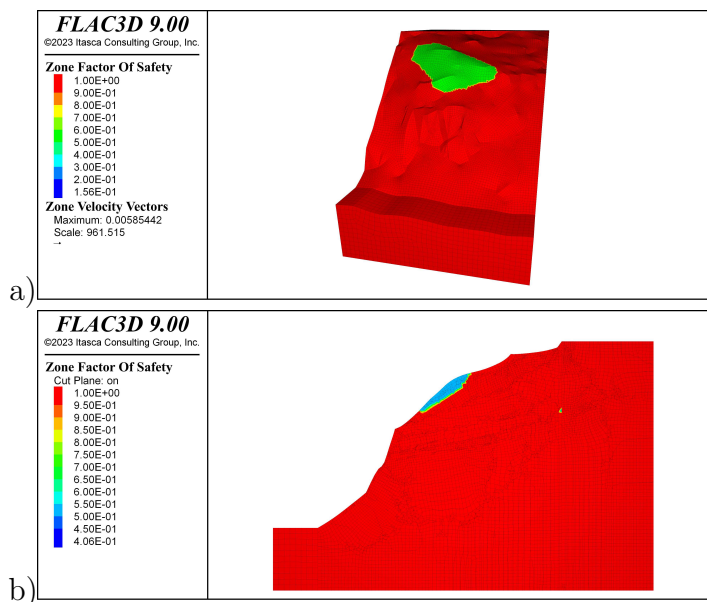 FLAC3D 9.00
©2023 Itasca Consulting Group, Inc.
Zone Factor Of Safety
1.00E+00
9.00E-01
8.00E-01
7.00E-01
6.00E-01
5.00E-01
4.00E-01
3.00E-01
2.00E-01
1.56E-01
Zone Velocity Vectors
Maximum: 0.00585442
Scale: 961.515
a)
FLAC3D 9.00
©2023 Itasca Consulting Group, Inc.
Zone Factor Of Safety
Cut Plane: on
1.00E+00
9.50E-01
9.00E-01
8.50E-01
8.00E-01
7.50E-01
7.00E-01
6.50E-01
6.00E-01
5.50E-01
5.00E-01
4.50E-01
4.06E-01
b)